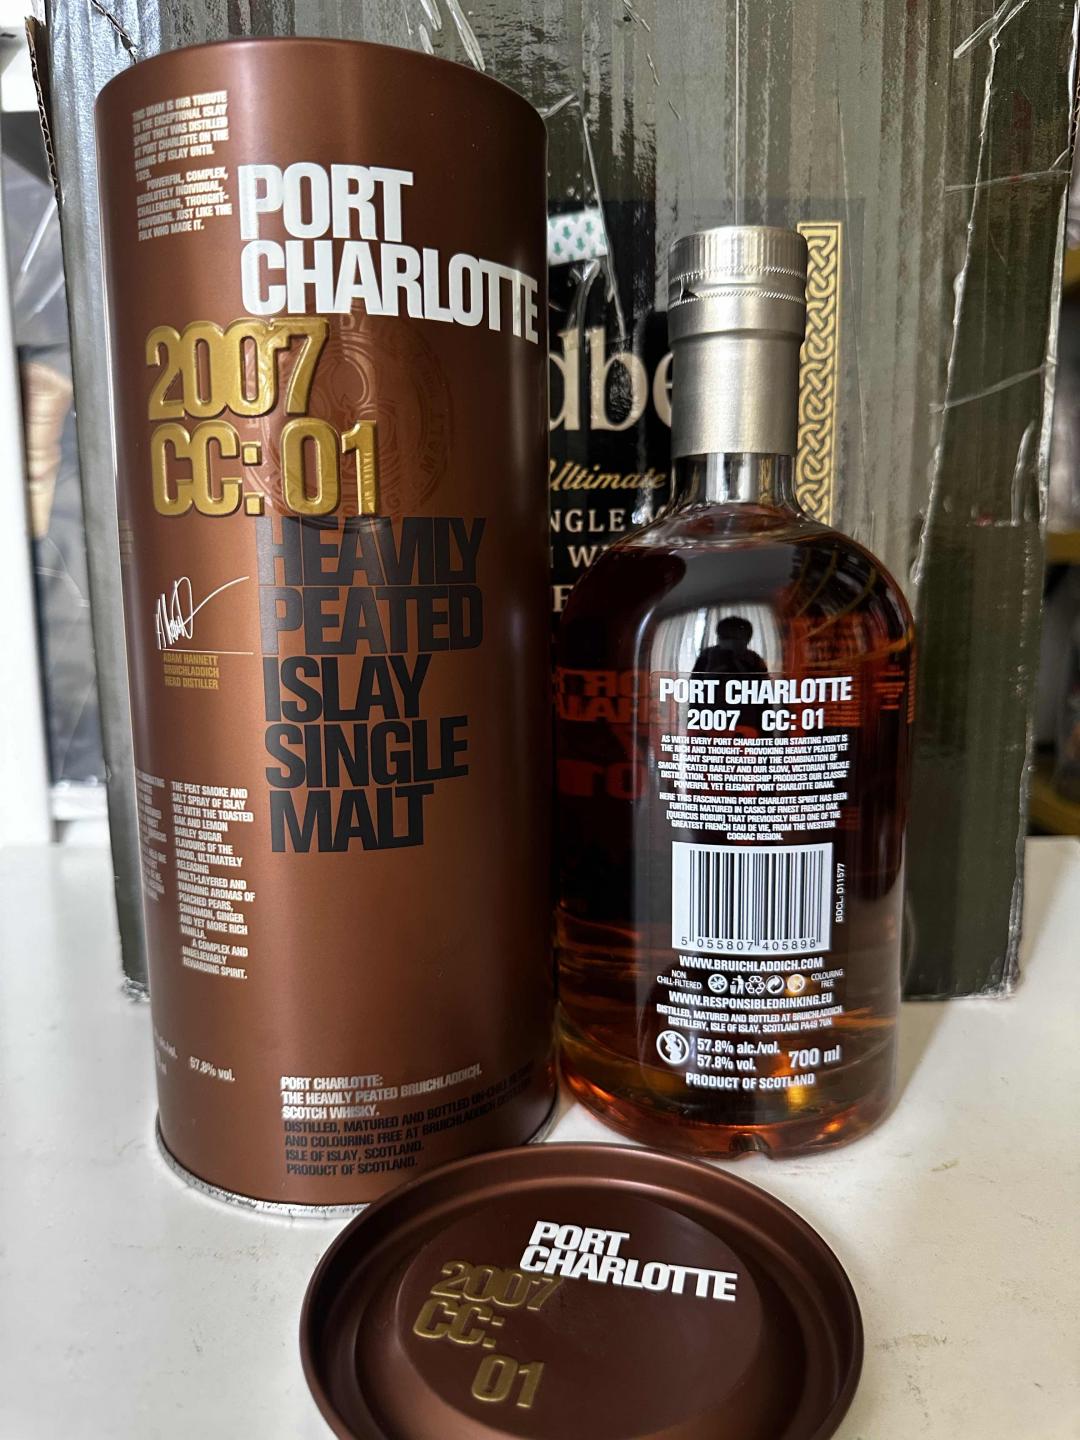 THIS DRAM IS OUR TRIBUTE
TO THE EXCEPTIONAL ISLAY
SPIRIT THAT WAS DISTILLED
AT PORT CHARLOTTE ON THE
RHINNS OF ISLAY UNTIL
1929.
POWERFUL, COMPLEX,
RESOLUTELY INDIVIDUAL,
CHALLENGING, THOUGHT-
PROVOKING. JUST LIKE THE
FOLK WHO MADE IT.
PORT
CHARLOTTE
2007
CC: 01
HEAVILY
PEATED
ISLAY
SINGLE
MALT
ADAM HANNETT
BRUICHLADDICH
HEAD DISTILLER
THE PEAT SMOKE AND
SALT SPRAY OF ISLAY
VIE WITH THE TOASTED
OAK AND LEMON
BARLEY SUGAR
FLAVOURS OF THE
WOOD, ULTIMATELY
RELEASING
MULTI-LAYERED AND
WARMING AROMAS OF
POACHED PEARS,
CINNAMON, GINGER
AND YET MORE RICH
VANILLA.
A COMPLEX AND
UNBELIEVABLY
REWARDING SPIRIT.
57.8% vol.
PORT CHARLOTTE:
THE HEAVILY PEATED BRUICHLADDICH.
SCOTCH WHISKY.
DISTILLED, MATURED AND BOTTLED UN-CHILL
AND COLOURING FREE AT BRUICHLADDICH
ISLE OF ISLAY, SCOTLAND.
PRODUCT OF SCOTLAND.
dbe
Ultimate
PORT CHARLOTTE
2007 CC: 01
AS WITH EVERY PORT CHARLOTTE OUR STARTING POINT IS
THE RICH AND THOUGHT- PROVOKING HEAVILY PEATED YET
ELEGANT SPIRIT CREATED BY THE COMBINATION OF
SMOKY PEATED BARLEY AND OUR SLOW, VICTORIAN TRICKLE
DISTILLATION. THIS PARTNERSHIP PRODUCES OUR CLASSIC
POWERFUL YET ELEGANT PORT CHARLOTTE DRAM.
HERE THIS FASCINATING PORT CHARLOTTE SPIRIT HAS BEEN
FURTHER MATURED IN CASKS OF FINEST FRENCH OAK
[QUERCUS ROBUR] THAT PREVIOUSLY HELD ONE OF THE
GREATEST FRENCH EAU DE VIE, FROM THE WESTERN
COGNAC REGION.
BDCL: D11577
5 055807 405898
WWW.BRUICHLADDICH.COM
NON
CHILL-FILTERED
COLOURING
FREE
WWW.RESPONSIBLEDRINKING.EU
DISTILLED, MATURED AND BOTTLED AT BRUICHLADDICH
DISTILLERY, ISLE OF ISLAY, SCOTLAND PA49 7UN
57.8% alc./vol.
57.8% vol. 700 ml
PRODUCT OF SCOTLAND
PORT
CHARLOTTE
2007
CC:
01